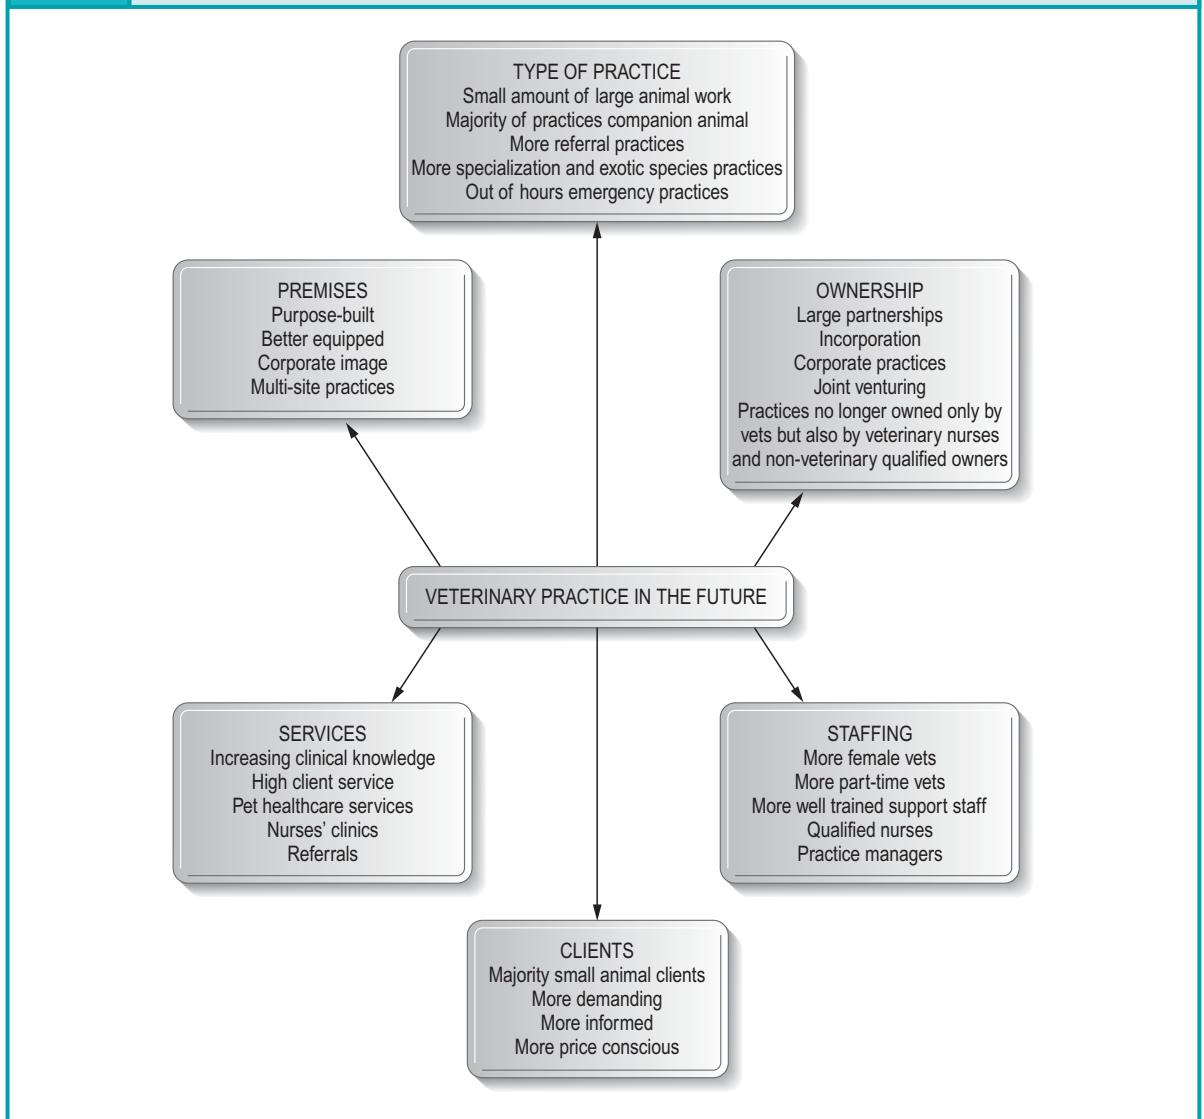 TYPE OF PRACTICE
Small amount of large animal work
Majority of practices companion animal
More referral practices
More specialization and exotic species practices
Out of hours emergency practices
PREMISES
Purpose-built
Better equipped
Corporate image
Multi-site practices
OWNERSHIP
Large partnerships
Incorporation
Corporate practices
Joint venturing
Practices no longer owned only by
vets but also by veterinary nurses
and non-veterinary qualified owners
VETERINARY PRACTICE IN THE FUTURE
SERVICES
Increasing clinical knowledge
High client service
Pet healthcare services
Nurses’ clinics
Referrals
STAFFING
More female vets
More part-time vets
More well trained support staff
Qualified nurses
Practice managers
CLIENTS
Majority small animal clients
More demanding
More informed
More price conscious